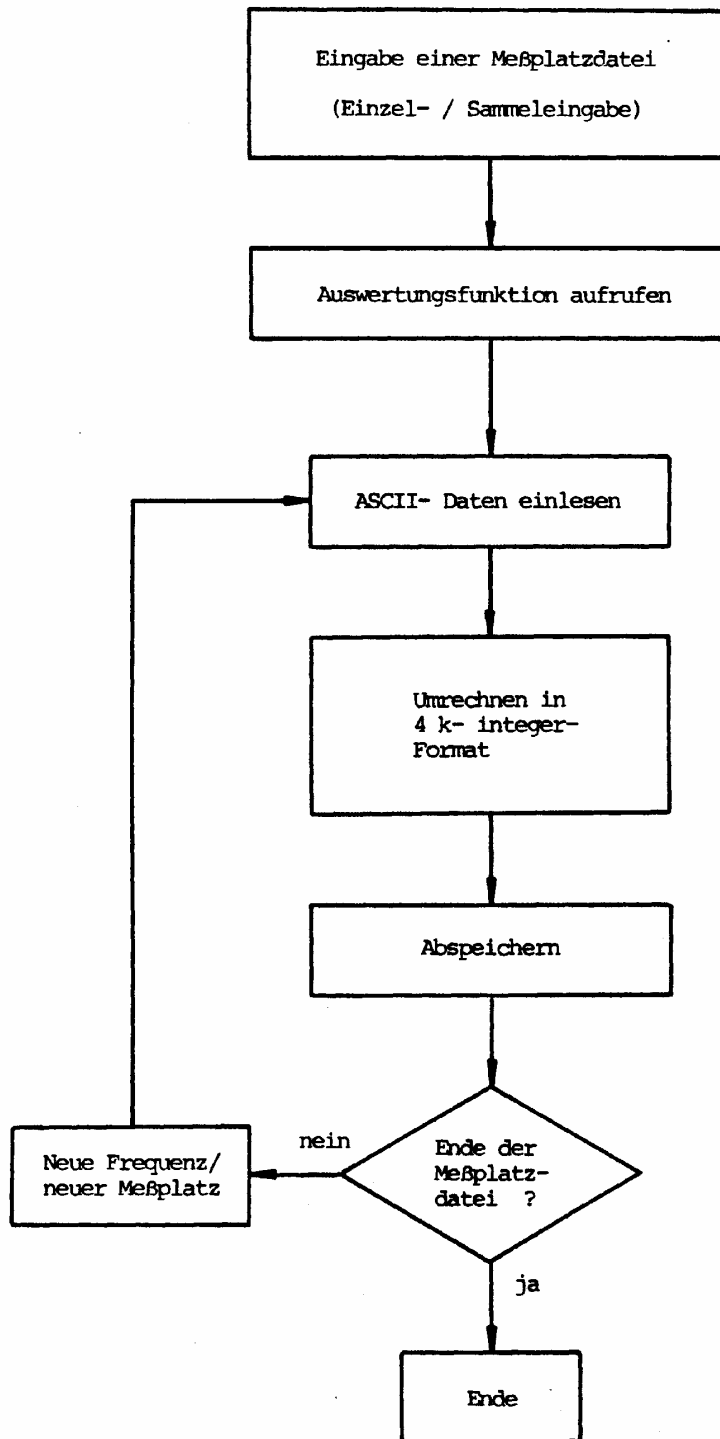 Eingabe einer Meßplatzdatei
(Einzel- / Sammeleingabe)
Auswertungsfunktion aufrufen
ASCII- Daten einlesen
Umrechnen in
4 k- integer-
Format
Abspeichern
Ende der
Meßplatz-
datei ?
nein
Neue Frequenz/
neuer Meßplatz
ja
Ende